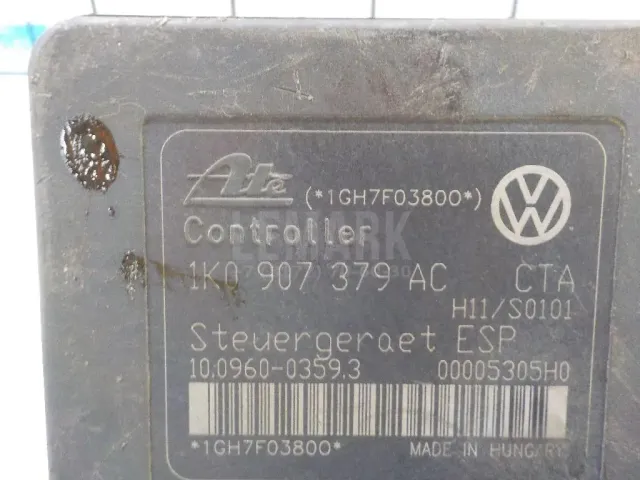 Ate (*1GH7F03800*)
Controller
LEMARK
1K0 907 379 AC CTA
H11/S0101
Steuergeraet ESP
10.0960-0359.3 00005305H0
*1GH7F03800* MADE IN HUNGARY